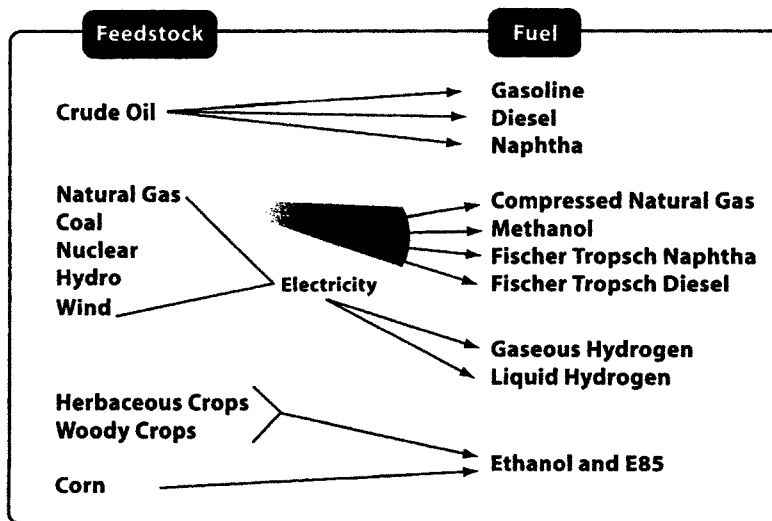 Feedstock
Fuel
Crude Oil
Gasoline
Diesel
Naphtha
Natural Gas
Coal
Nuclear
Hydro
Wind
Electricity
Compressed Natural Gas
Methanol
Fischer Tropsch Naphtha
Fischer Tropsch Diesel
Gaseous Hydrogen
Liquid Hydrogen
Herbaceous Crops
Woody Crops
Corn
Ethanol and E85